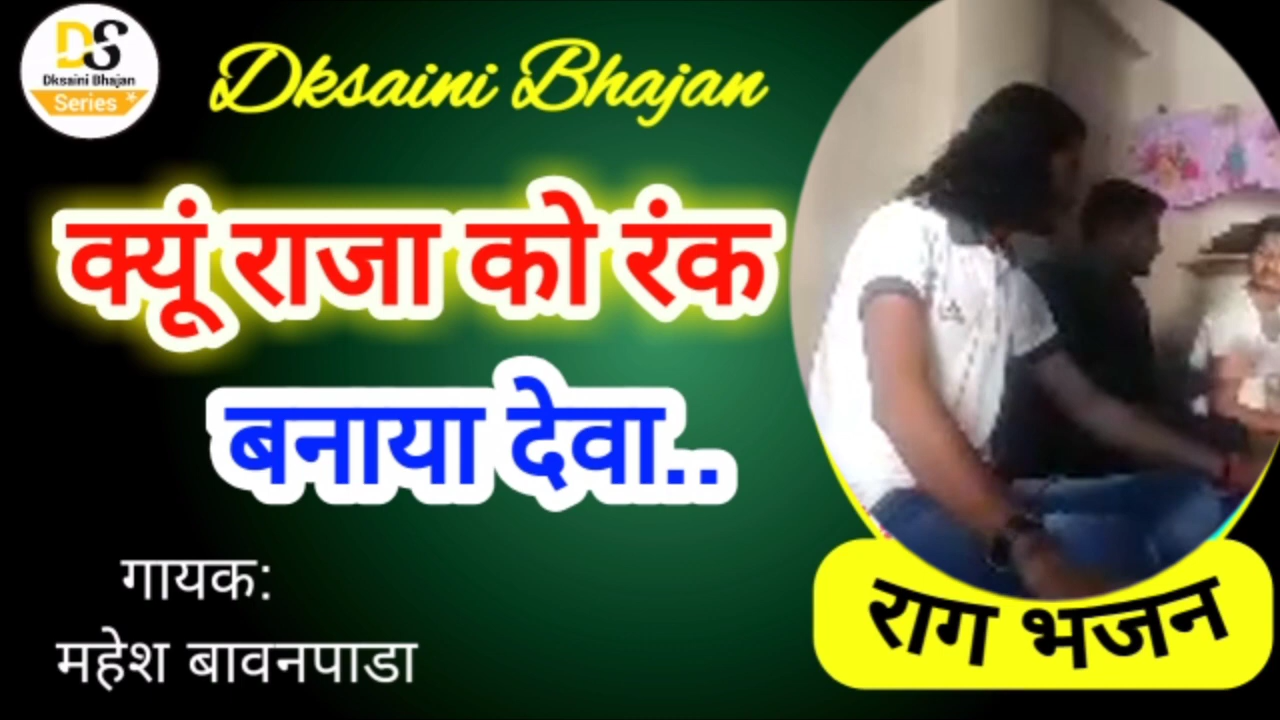 DS
Dksaini Bhajan
Series
Dksaini Bhajan
क्यूं राजा को रंक
बनाया देवा..
गायक:
महेश बावनपाडा
राग भजन